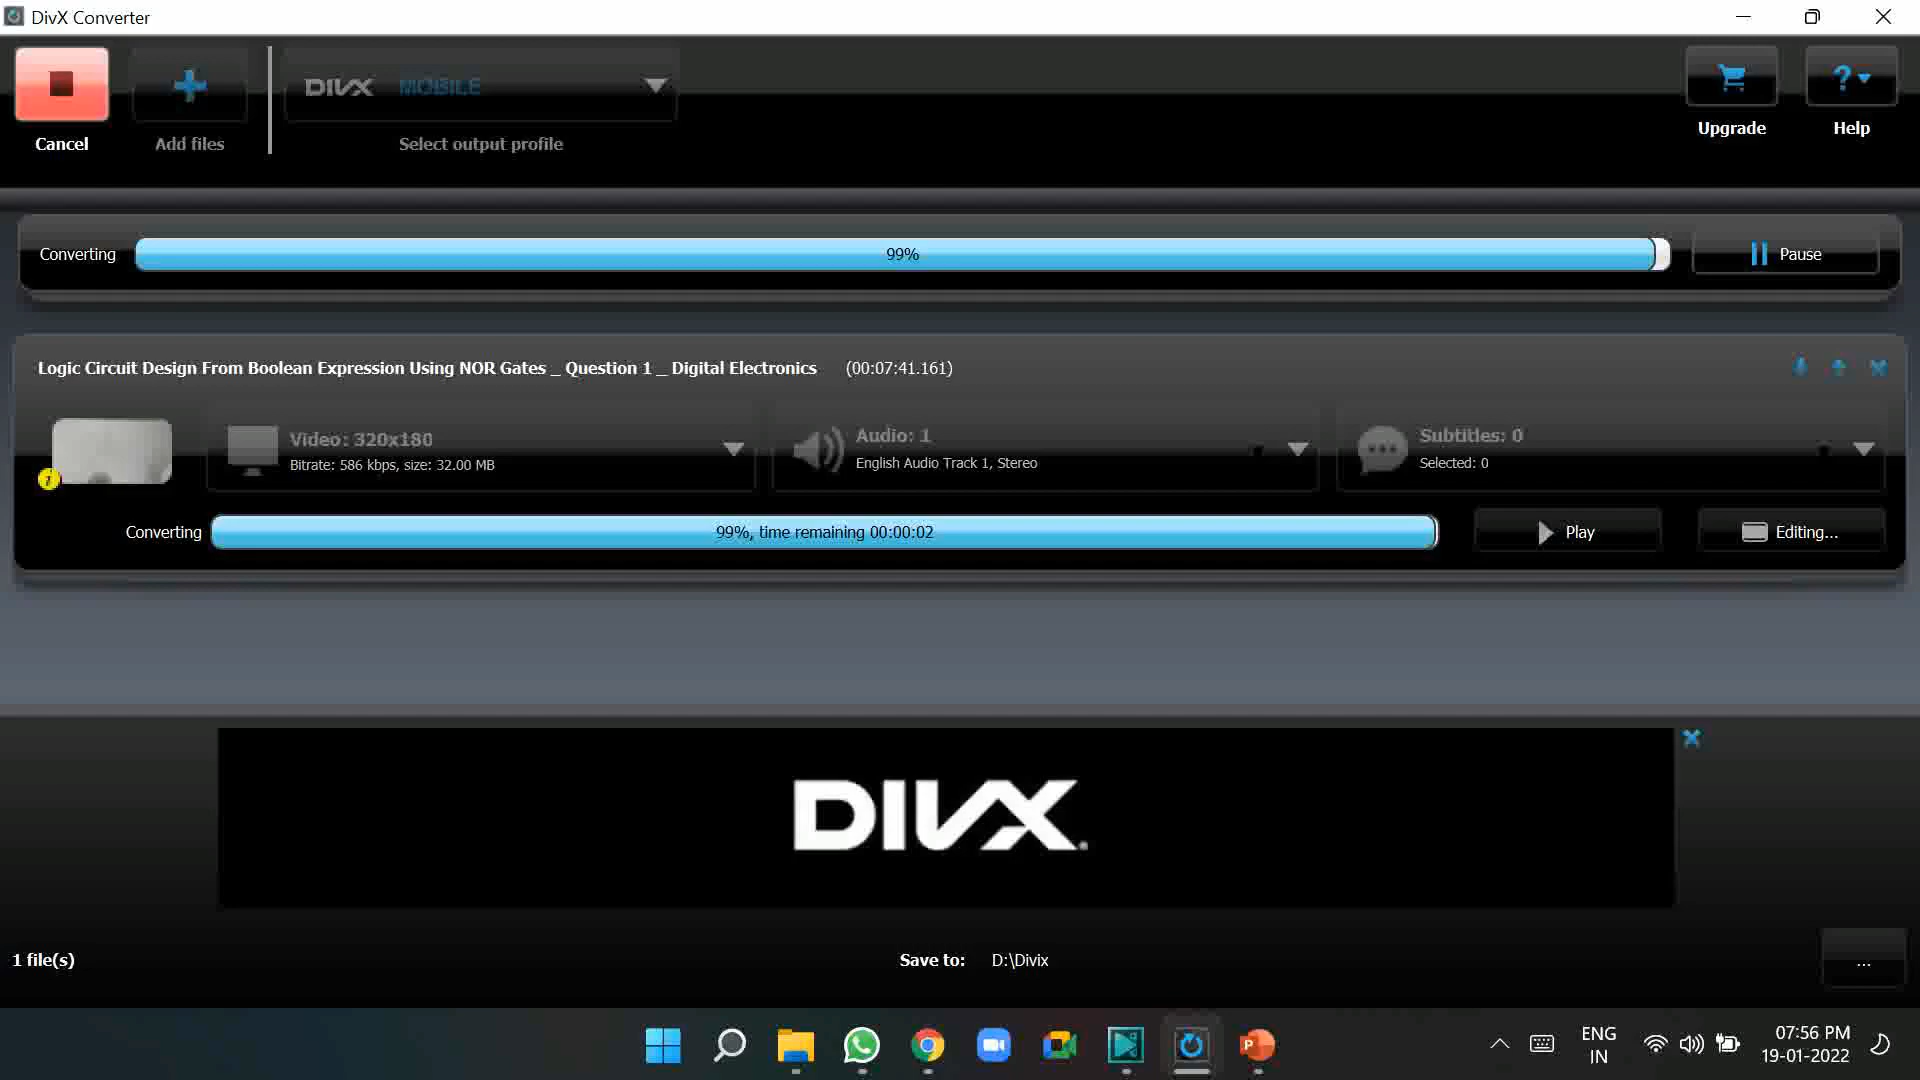 DivX Converter
DIVX MOBILE
Cancel
Add files
Select output profile
Upgrade
?
Help
Converting
99%
Pause
Logic Circuit Design From Boolean Expression Using NOR Gates _ Question 1 _ Digital Electronics (00:07:41.161)
i
Video: 320x180
Bitrate: 586 kbps, size: 32.00 MB
Audio: 1
English Audio Track 1, Stereo
Subtitles: 0
Selected: 0
Converting
99%, time remaining 00:00:02
Play
Editing...
DIVX.
1 file(s)
Save to: D:\Divix
...
P
ENG
IN
07:56 PM
19-01-2022